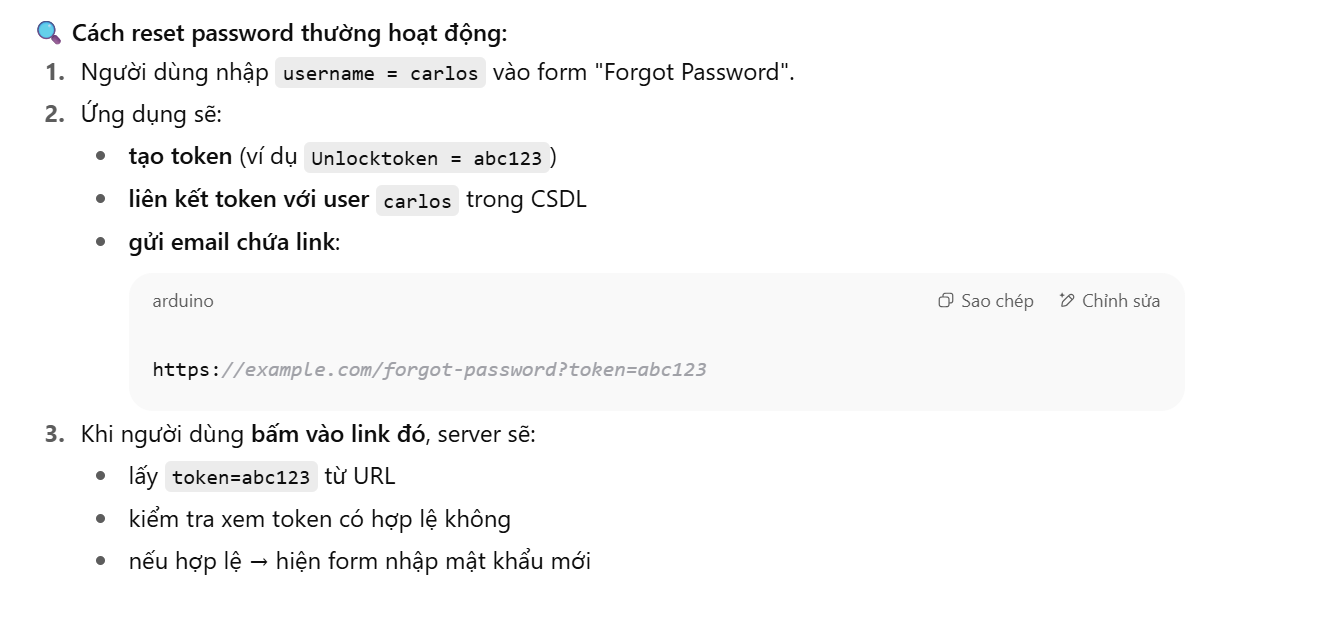 🔍 Cách reset password thường hoạt động:
1. Người dùng nhập username = carlos vào form "Forgot Password".
2. Ứng dụng sẽ:
• tạo token (ví dụ Unlocktoken = abc123)
• liên kết token với user carlos trong CSDL
• gửi email chứa link:
arduino Sao chép Chỉnh sửa
https://example.com/forgot-password?token=abc123
3. Khi người dùng bấm vào link đó, server sẽ:
• lấy token=abc123 từ URL
• kiểm tra xem token có hợp lệ không
• nếu hợp lệ → hiện form nhập mật khẩu mới